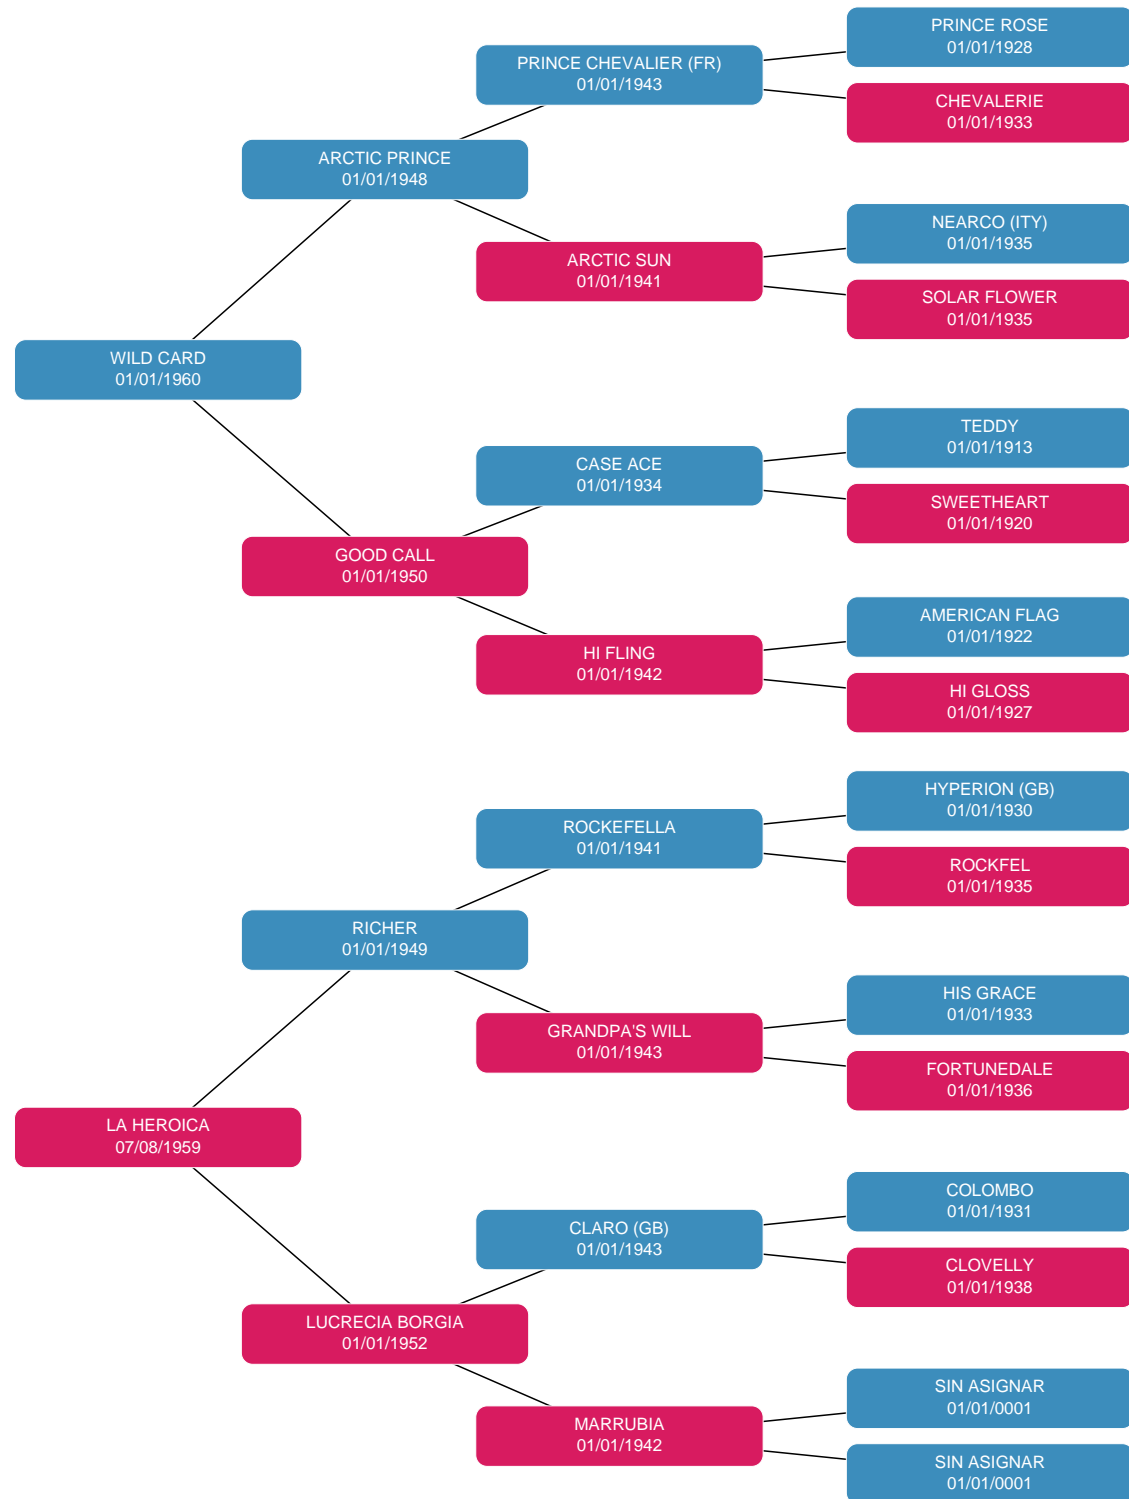 PRINCE ROSE
01/01/1928
PRINCE CHEVALIER (FR)
01/01/1943
CHEVALERIE
01/01/1933
ARCTIC PRINCE
01/01/1948
NEARCO (ITY)
01/01/1935
ARCTIC SUN
01/01/1941
SOLAR FLOWER
01/01/1935
WILD CARD
01/01/1960
TEDDY
01/01/1913
CASE ACE
01/01/1934
SWEETHEART
01/01/1920
GOOD CALL
01/01/1950
AMERICAN FLAG
01/01/1922
HI FLING
01/01/1942
HI GLOSS
01/01/1927
HYPERION (GB)
01/01/1930
ROCKEFELLA
01/01/1941
ROCKFEL
01/01/1935
RICHER
01/01/1949
HIS GRACE
01/01/1933
GRANDPA'S WILL
01/01/1943
FORTUNEDALE
01/01/1936
LA HEROICA
07/08/1959
COLOMBO
01/01/1931
CLARO (GB)
01/01/1943
CLOVELLY
01/01/1938
LUCRECIA BORGIA
01/01/1952
SIN ASIGNAR
01/01/0001
MARRUBIA
01/01/1942
SIN ASIGNAR
01/01/0001